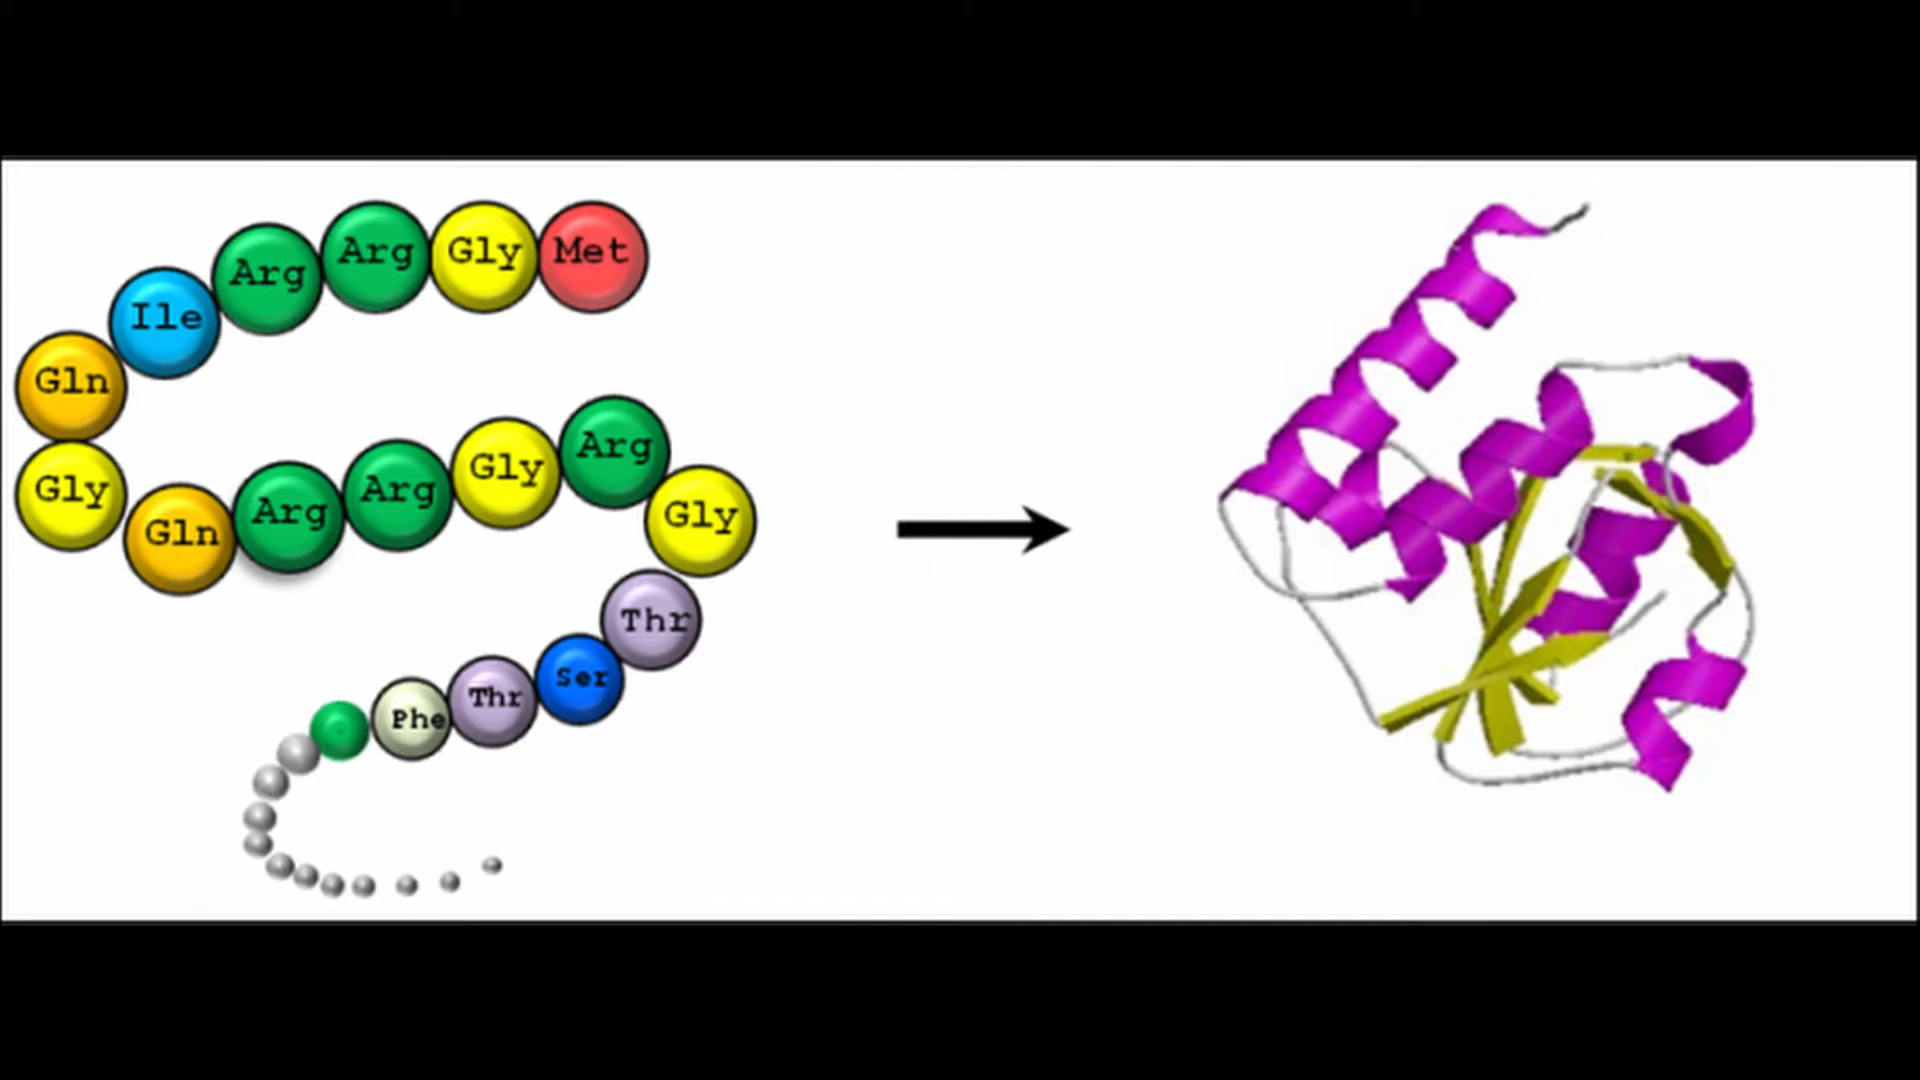 Arg Arg Gly Met
Ile
Gln
Gly Gln Arg Arg Gly Arg Gly
Thr
Ser
Thr
Phe